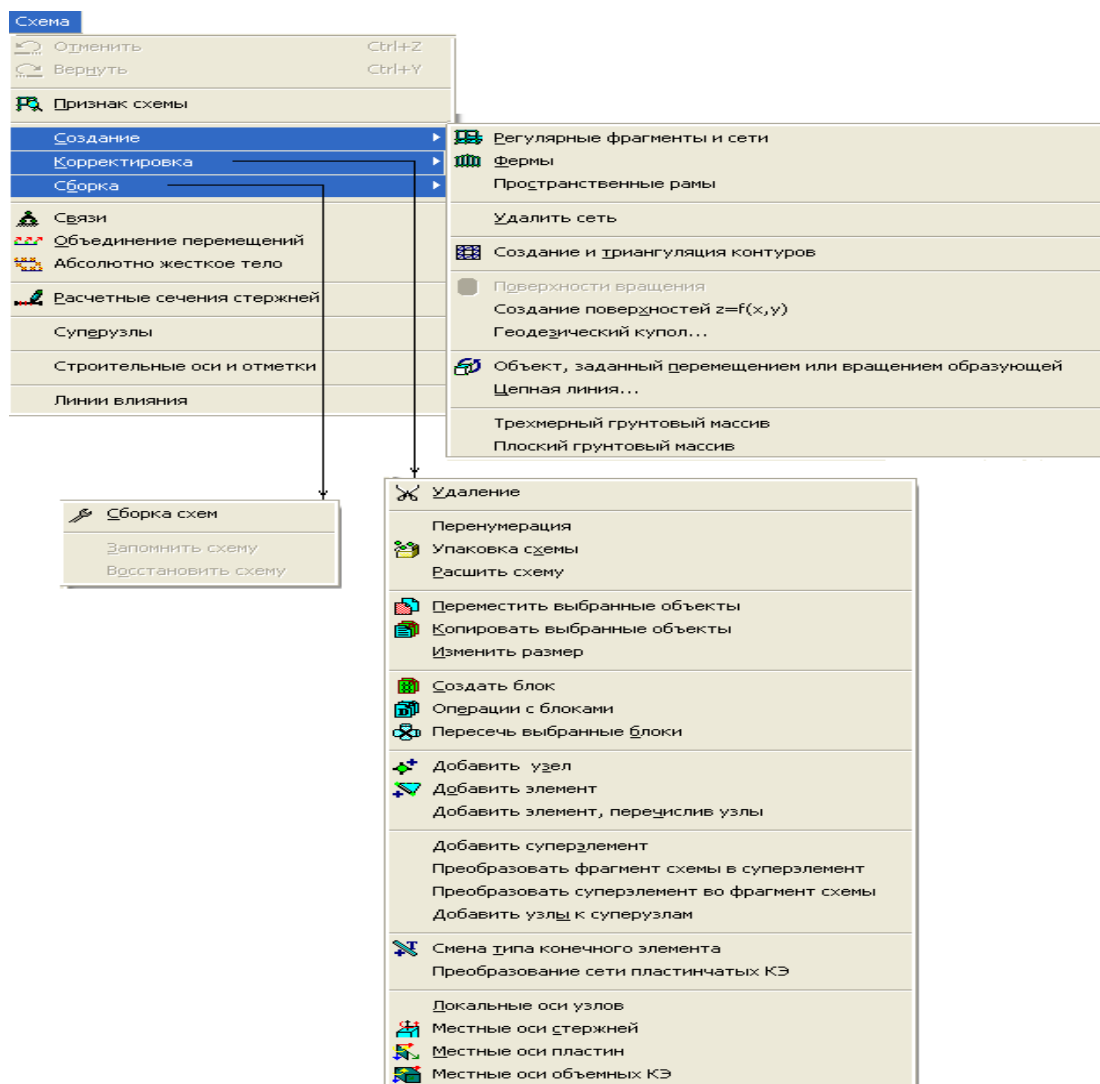 Схема
Отменить Ctrl+Z
Вернуть Ctrl+Y
Признак схемы
Создание
Корректировка
Сборка
Связи
Объединение перемещений
Абсолютно жесткое тело
Расчетные сечения стержней
Суперузлы
Строительные оси и отметки
Линии влияния
Регулярные фрагменты и сети
Фермы
Пространственные рамы
Удалить сеть
Создание и триангуляция контуров
Поверхности вращения
Создание поверхностей z=f(x,y)
Геодезический купол...
Объект, заданный перемещением или вращением образующей
Цепная линия...
Трехмерный грунтовый массив
Плоский грунтовый массив
Сборка схем
Запомнить схему
Восстановить схему
Удаление
Перенумерация
Упаковка схемы
Расшить схему
Переместить выбранные объекты
Копировать выбранные объекты
Изменить размер
Создать блок
Операции с блоками
Пересечь выбранные блоки
Добавить узел
Добавить элемент
Добавить элемент, перечислив узлы
Добавить суперэлемент
Преобразовать фрагмент схемы в суперэлемент
Преобразовать суперэлемент во фрагмент схемы
Добавить узлы к суперузлам
Смена типа конечного элемента
Преобразование сети пластинчатых КЭ
Локальные оси узлов
Местные оси стержней
Местные оси пластин
Местные оси объемных КЭ